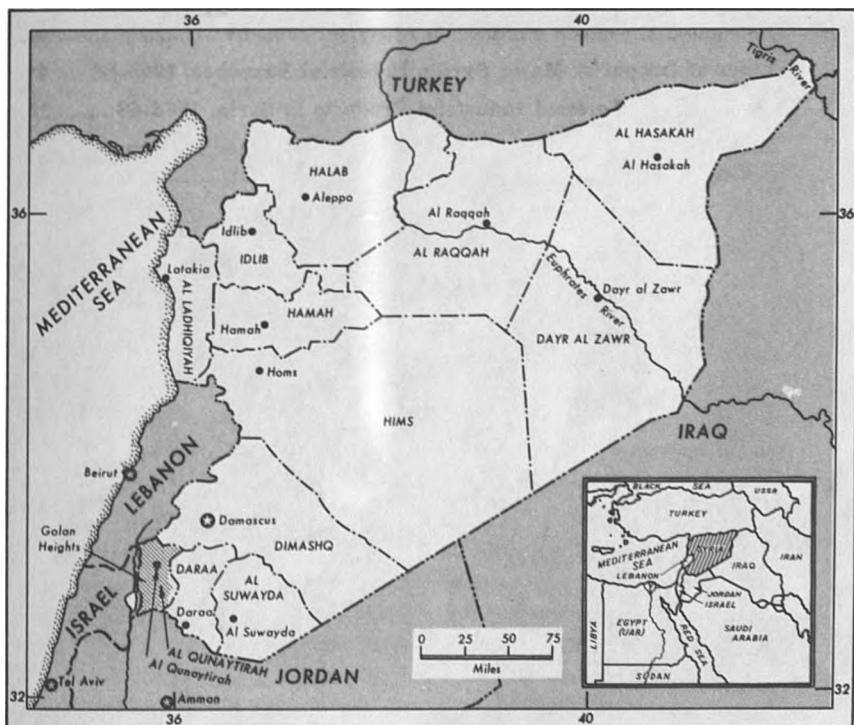 36
40
Tigris
River
TURKEY
AL HASAKAH
Al Hasakah
HALAB
Aleppo
36
36
MEDITERRANEAN
SEA
Idlib
IDLIB
Al Raqqah
AL RAQQAH
Latakia
AL LADHIQIYAH
Euphrates
River
Dayr al Zawr
HAMAH
Hamah
DAYR AL ZAWR
Homs
HIMS
IRAQ
LEBANON
Beirut
Damascus
DIMASHQ
Golan
Heights
DARAA
AL
SUWAYDA
ISRAEL
Daraa
Al Suwayda
AL QUNAYTIRAH
Al Qunaytirah
JORDAN
Tel Aviv
Amman
32
32
36
40
0 25 50 75
Miles
BLACK SEA
USSR
TURKEY
MEDITERRANEAN
SEA
SYRIA
LEBANON
IRAQ
IRAN
JORDAN
ISRAEL
LIBYA
EGYPT
(UAR)
RED SEA
SAUDI
ARABIA
SUDAN